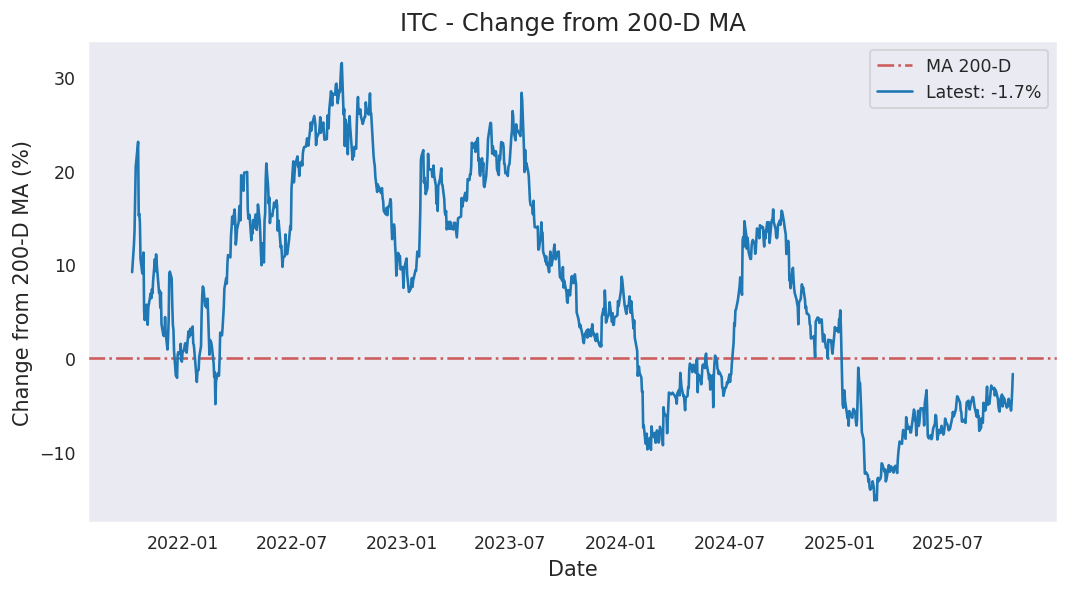 ITC - Change from 200-D MA
MA 200-D
Latest: -1.7%
Change from 200-D MA (%)
30
20
10
0
−10
2022-01
2022-07
2023-01
2023-07
2024-01
2024-07
2025-01
2025-07
Date